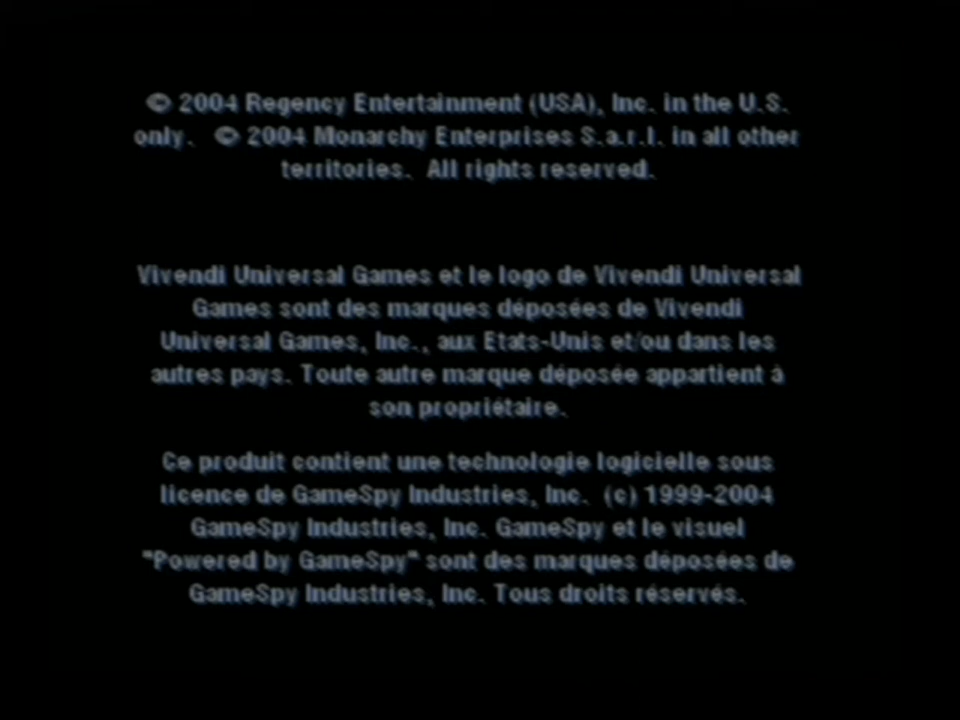 © 2004 Regency Entertainment (USA), Inc. in the U.S.
only.  © 2004 Monarchy Enterprises S.a.r.l. in all other
territories.  All rights reserved.
Vivendi Universal Games et le logo de Vivendi Universal
Games sont des marques déposées de Vivendi
Universal Games, Inc., aux Etats-Unis et/ou dans les
autres pays. Toute autre marque déposée appartient à
son propriétaire.
Ce produit contient une technologie logicielle sous
licence de GameSpy Industries, Inc.  (c) 1999-2004
GameSpy Industries, Inc. GameSpy et le visuel
"Powered by GameSpy" sont des marques déposées de
GameSpy Industries, Inc. Tous droits réservés.